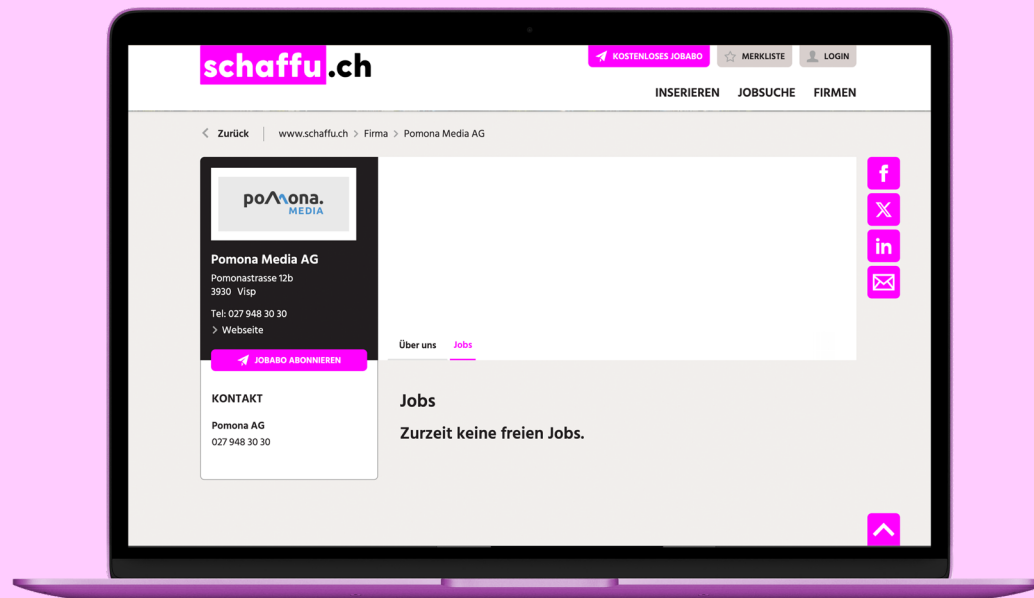 schaffu.ch
KOSTENLOSES JOBABO
MERKLISTE
LOGIN
INSERIEREN JOBSUCHE FIRMEN
Zurück
www.schaffu.ch > Firma > Pomona Media AG
pomona.
MEDIA
Pomona Media AG
Pomonastrasse 12b
3930 Visp
Tel: 027 948 30 30
> Webseite
JOBABO ABONNIEREN
KONTAKT
Pomona AG
027 948 30 30
Über uns Jobs
Jobs
Zurzeit keine freien Jobs.
f
X
in